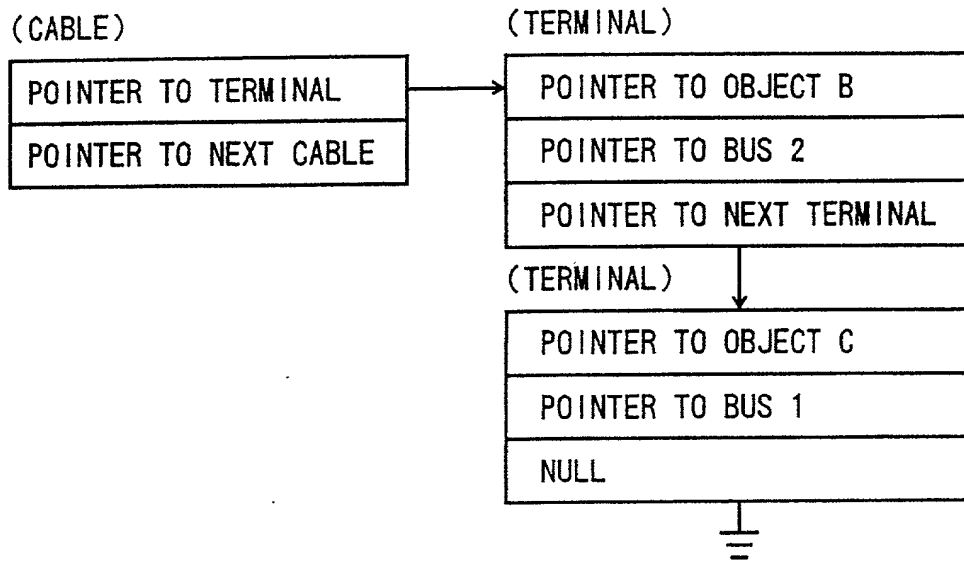 (CABLE)
POINTER TO TERMINAL
POINTER TO NEXT CABLE
(TERMINAL)
POINTER TO OBJECT B
POINTER TO BUS 2
POINTER TO NEXT TERMINAL
(TERMINAL)
POINTER TO OBJECT C
POINTER TO BUS 1
NULL